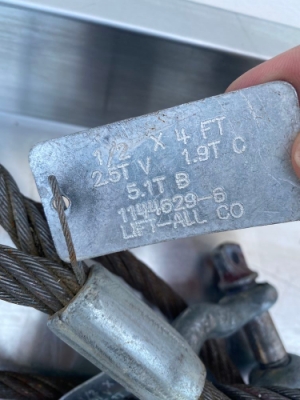 1/2 X 4 FT
2.5T V 1.9T C
5.1T B
1144629-6
LIFT-ALL CO